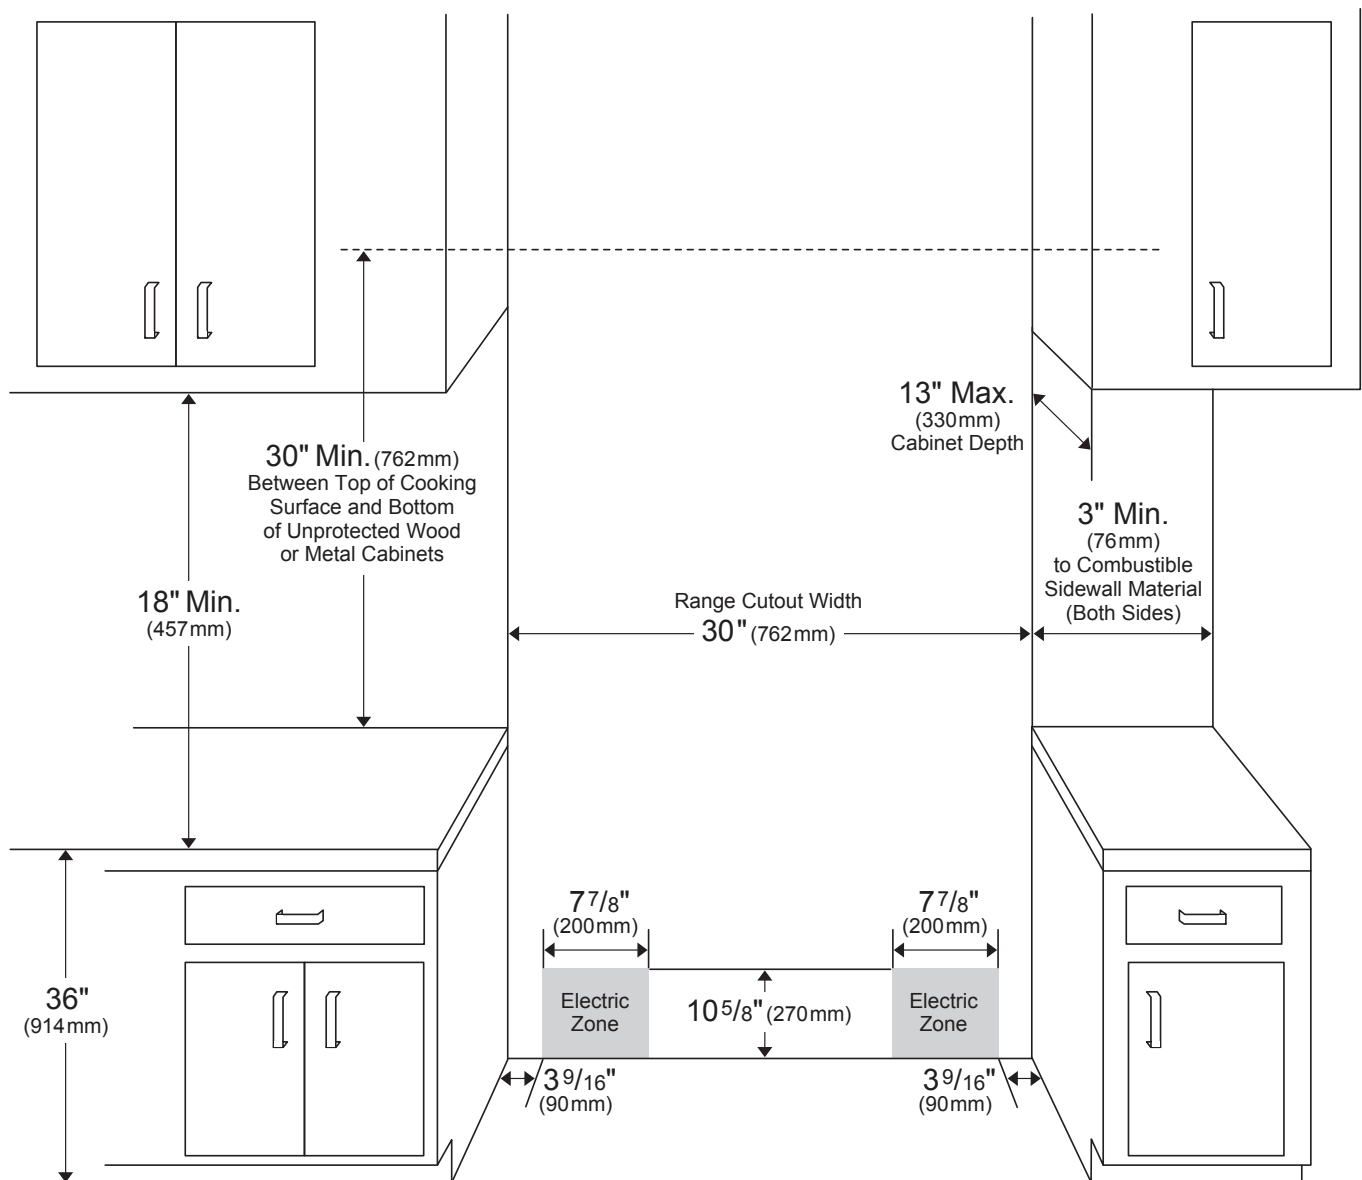 13" Max.
(330mm)
Cabinet Depth
30" Min. (762mm)
Between Top of Cooking
Surface and Bottom
of Unprotected Wood
or Metal Cabinets
3" Min.
(76mm)
to Combustible
Sidewall Material
(Both Sides)
18" Min.
(457mm)
Range Cutout Width
30" (762mm)
7 7/8"
(200mm)
7 7/8"
(200mm)
36"
(914mm)
Electric
Zone
10 5/8" (270mm)
Electric
Zone
3 9/16"
(90mm)
3 9/16"
(90mm)